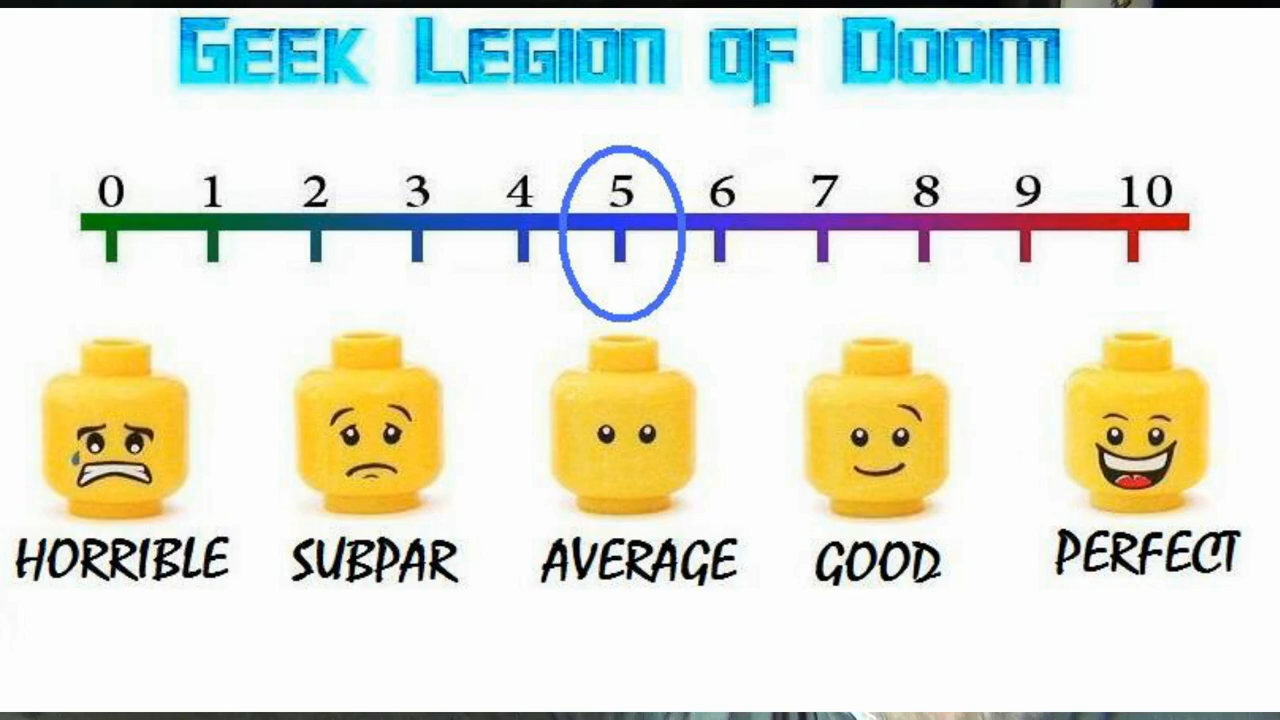 GEEK LEGION OF DOOM
0 1 2 3 4 5 6 7 8 9 10
HORRIBLE SUBPAR AVERAGE GOOD PERFECT